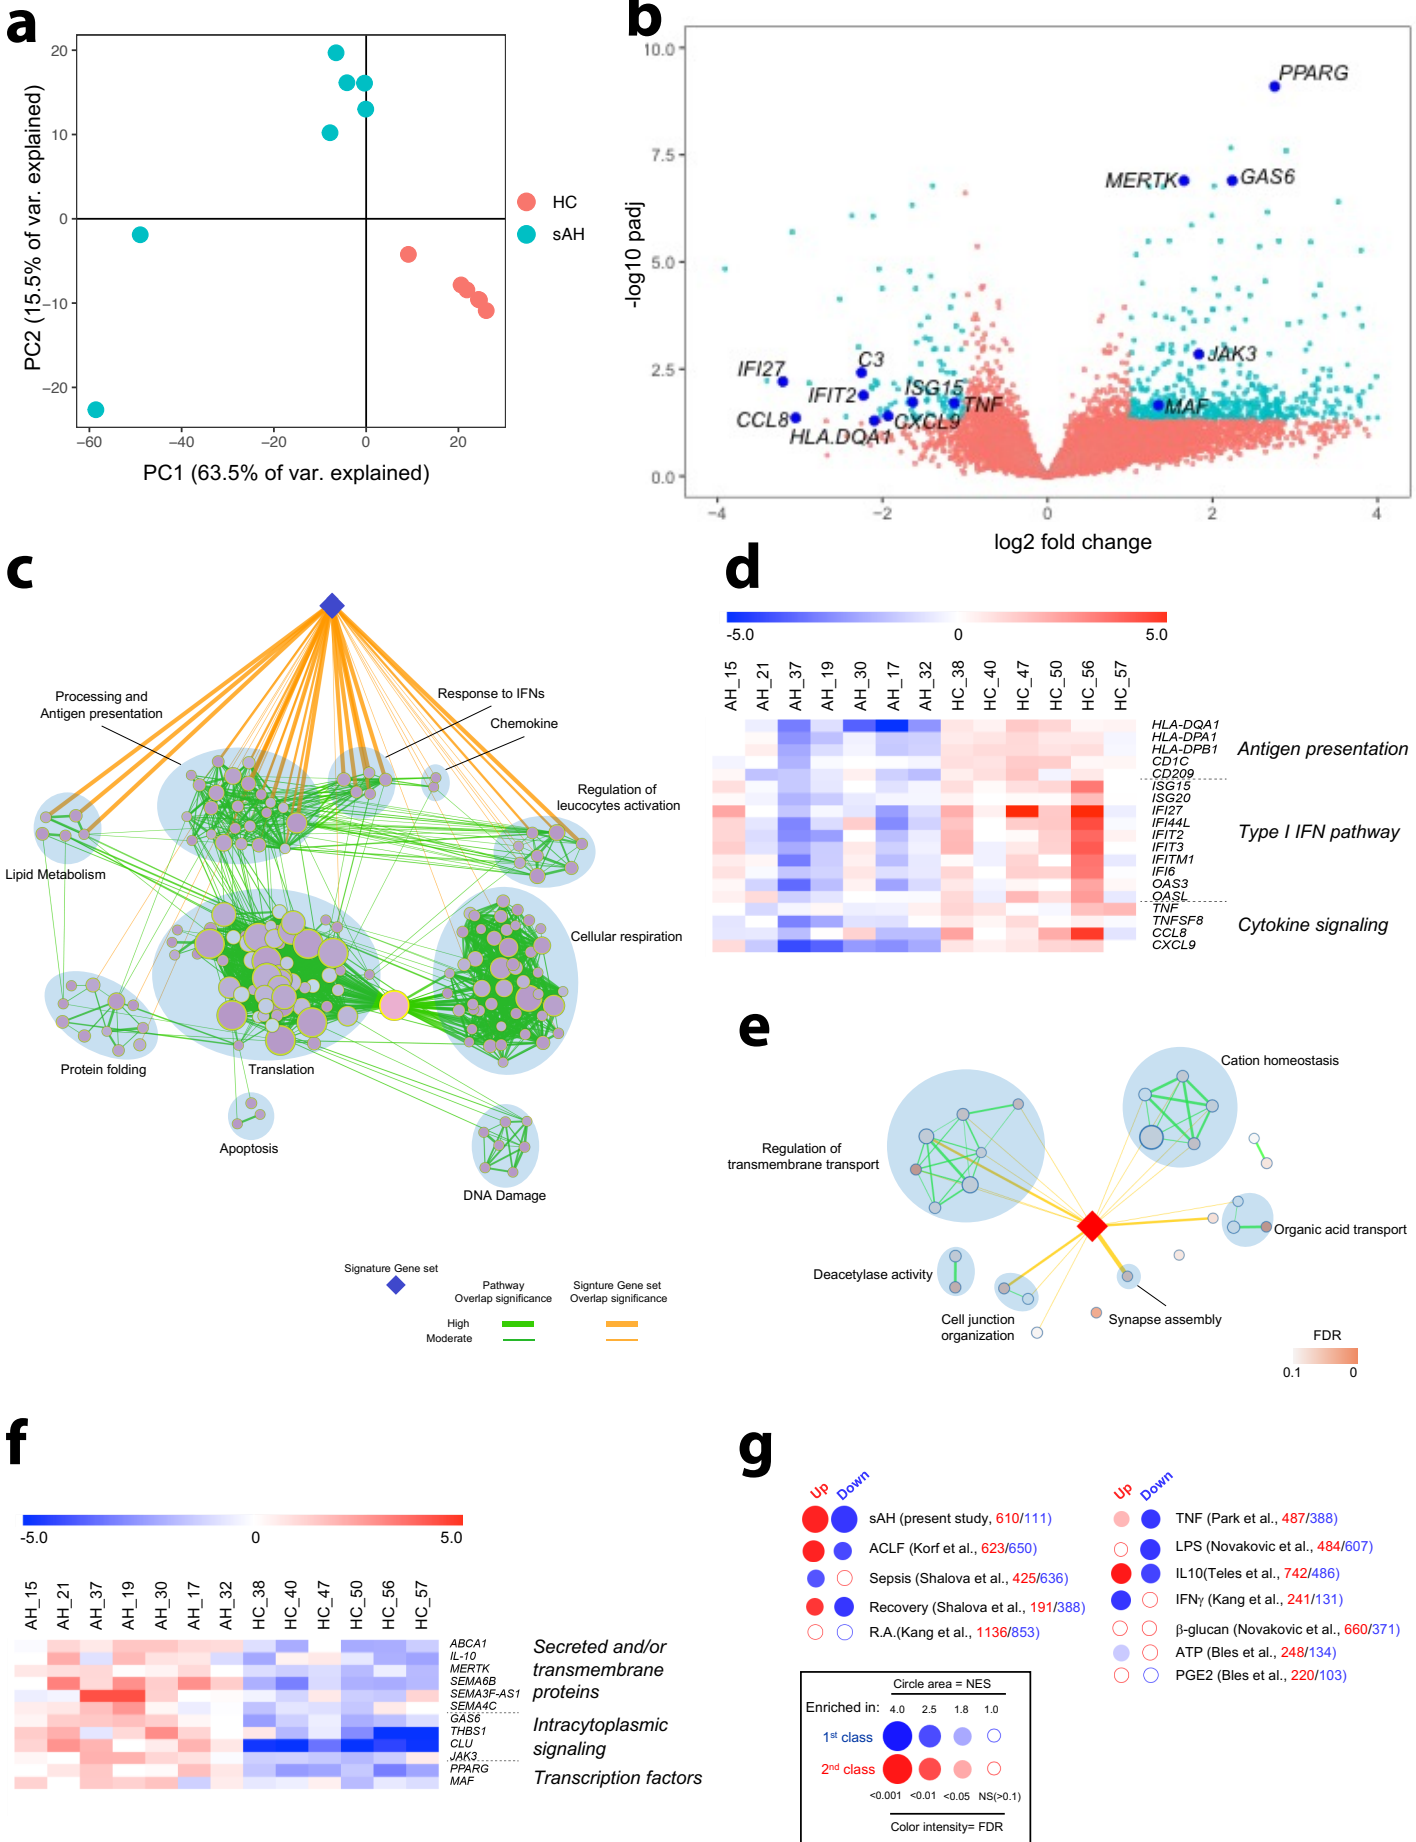 a
20
10
0
−10
−20
−60
−40
−20
0
20
PC2 (15.5% of var. explained)
PC1 (63.5% of var. explained)
HC
sAH
b
10.0
7.5
5.0
2.5
0.0
−4
−2
0
2
4
-log10 padj
log2 fold change
PPARG
MERTK
GAS6
JAK3
MAF
IFI27
C3
IFIT2
ISG15
TNF
CCL8
CXCL9
HLA.DQA1
c
Processing and
Antigen presentation
Response to IFNs
Chemokine
Regulation of
leucocytes activation
Lipid Metabolism
Cellular respiration
Protein folding
Translation
Apoptosis
DNA Damage
Signature Gene set
Pathway
Overlap significance
Signture Gene set
Overlap significance
High
Moderate
d
-5.0
0
5.0
AH_15
AH_21
AH_37
AH_19
AH_30
AH_17
AH_32
HC_38
HC_40
HC_47
HC_50
HC_56
HC_57
HLA-DQA1
HLA-DPA1
HLA-DPB1
CD1C
CD209
ISG15
ISG20
IFI27
IFI44L
IFIT2
IFIT3
IFITM1
IFI6
OAS3
OASL
TNF
TNFSF8
CCL8
CXCL9
Antigen presentation
Type I IFN pathway
Cytokine signaling
e
Cation homeostasis
Regulation of
transmembrane transport
Organic acid transport
Deacetylase activity
Cell junction
organization
Synapse assembly
FDR
0.1
0
f
-5.0
0
5.0
AH_15
AH_21
AH_37
AH_19
AH_30
AH_17
AH_32
HC_38
HC_40
HC_47
HC_50
HC_56
HC_57
ABCA1
IL-10
MERTK
SEMA6B
SEMA3F-AS1
SEMA4C
GAS6
THBS1
CLU
JAK3
PPARG
MAF
Secreted and/or
transmembrane
proteins
Intracytoplasmic
signaling
Transcription factors
g
Up
Down
sAH (present study, 610/111)
ACLF (Korf et al., 623/650)
Sepsis (Shalova et al., 425/636)
Recovery (Shalova et al., 191/388)
R.A.(Kang et al., 1136/853)
Up
Down
TNF (Park et al., 487/388)
LPS (Novakovic et al., 484/607)
IL10(Teles et al., 742/486)
IFNγ (Kang et al., 241/131)
β-glucan (Novakovic et al., 660/371)
ATP (Bles et al., 248/134)
PGE2 (Bles et al., 220/103)
Circle area = NES
Enriched in: 4.0 2.5 1.8 1.0
1st class
2nd class
<0.001 <0.01 <0.05 NS(>0.1)
Color intensity= FDR